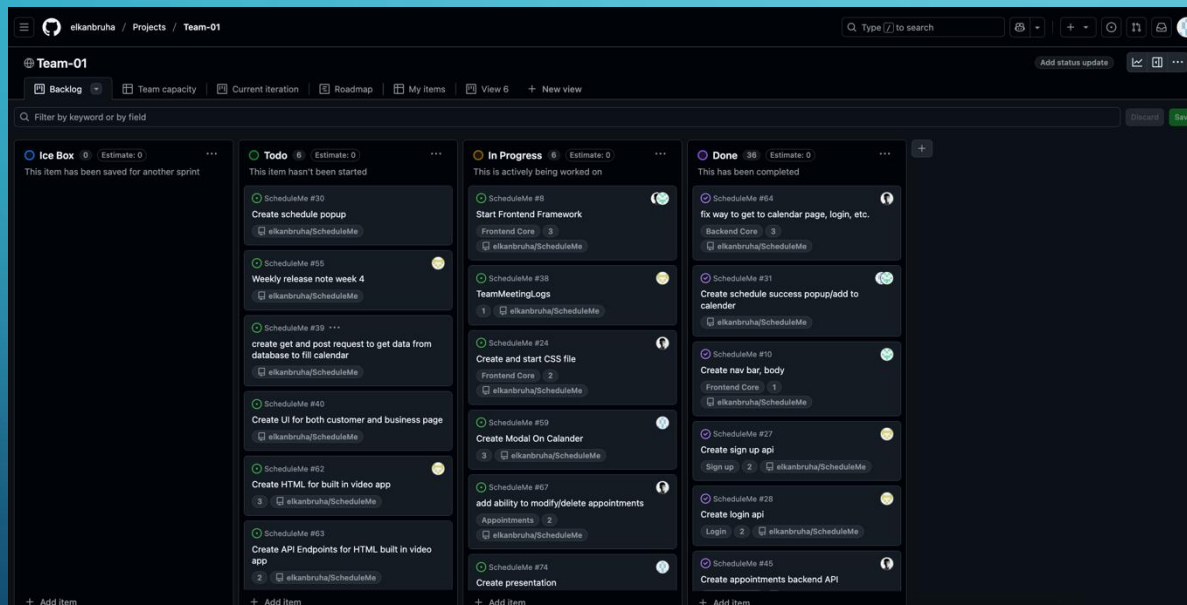 elkanbruha / Projects / Team-01
Type / to search
Team-01
Add status update
Backlog
Team capacity
Current iteration
Roadmap
My items
View 6
+ New view
Filter by keyword or by field
Discard
Sav
Ice Box 0 Estimate: 0
This item has been saved for another sprint
+ Add item
Todo 6 Estimate: 0
This item hasn't been started
ScheduleMe #30
Create schedule popup
elkanbruha/ScheduleMe
ScheduleMe #55
Weekly release note week 4
elkanbruha/ScheduleMe
ScheduleMe #39
create get and post request to get data from
database to fill calendar
elkanbruha/ScheduleMe
ScheduleMe #40
Create UI for both customer and business page
elkanbruha/ScheduleMe
ScheduleMe #62
Create HTML for built in video app
3 elkanbruha/ScheduleMe
ScheduleMe #63
Create API Endpoints for HTML built in video
app
2 elkanbruha/ScheduleMe
+ Add item
In Progress 6 Estimate: 0
This is actively being worked on
ScheduleMe #8
Start Frontend Framework
Frontend Core 3
elkanbruha/ScheduleMe
ScheduleMe #38
TeamMeetingLogs
1 elkanbruha/ScheduleMe
ScheduleMe #24
Create and start CSS file
Frontend Core 2
elkanbruha/ScheduleMe
ScheduleMe #59
Create Modal On Calander
3 elkanbruha/ScheduleMe
ScheduleMe #67
add ability to modify/delete appointments
Appointments 2
elkanbruha/ScheduleMe
ScheduleMe #74
Create presentation
+ Add item
Done 36 Estimate: 0
This has been completed
ScheduleMe #64
fix way to get to calendar page, login, etc.
Backend Core 3
elkanbruha/ScheduleMe
ScheduleMe #31
Create schedule success popup/add to
calender
elkanbruha/ScheduleMe
ScheduleMe #10
Create nav bar, body
Frontend Core 1
elkanbruha/ScheduleMe
ScheduleMe #27
Create sign up api
Sign up 2 elkanbruha/ScheduleMe
ScheduleMe #28
Create login api
Login 2 elkanbruha/ScheduleMe
ScheduleMe #45
Create appointments backend API
+ Add item